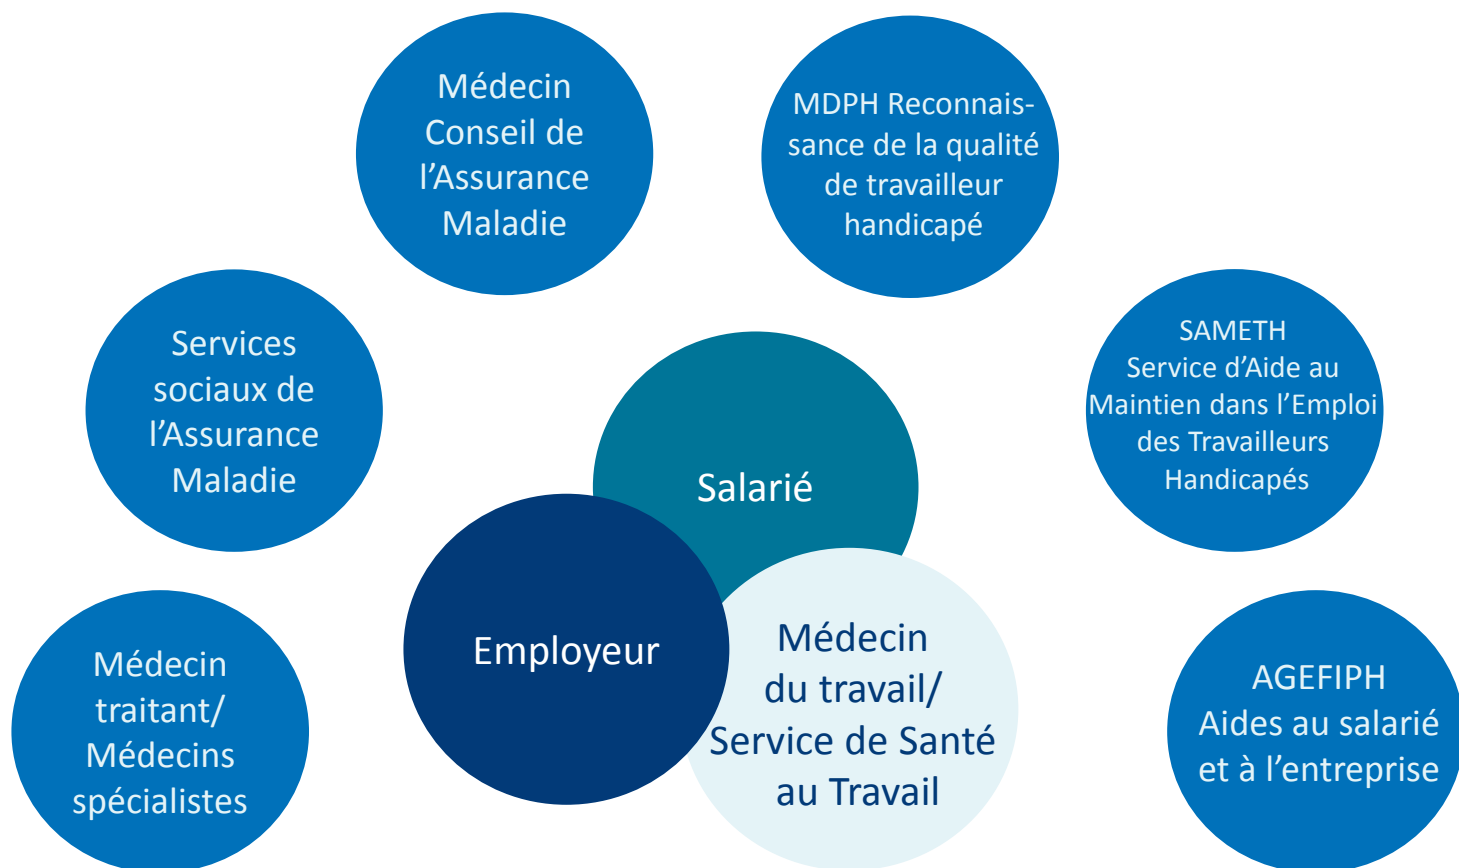 Médecin
Conseil de
l’Assurance
Maladie
MDPH Reconnais-
sance de la qualité
de travailleur
handicapé
Services
sociaux de
l’Assurance
Maladie
SAMETH
Service d’Aide au
Maintien dans l’Emploi
des Travailleurs
Handicapés
Salarié
Employeur
Médecin
du travail/
Service de Santé
au Travail
Médecin
traitant/
Médecins
spécialistes
AGEFIPH
Aides au salarié
et à l’entreprise